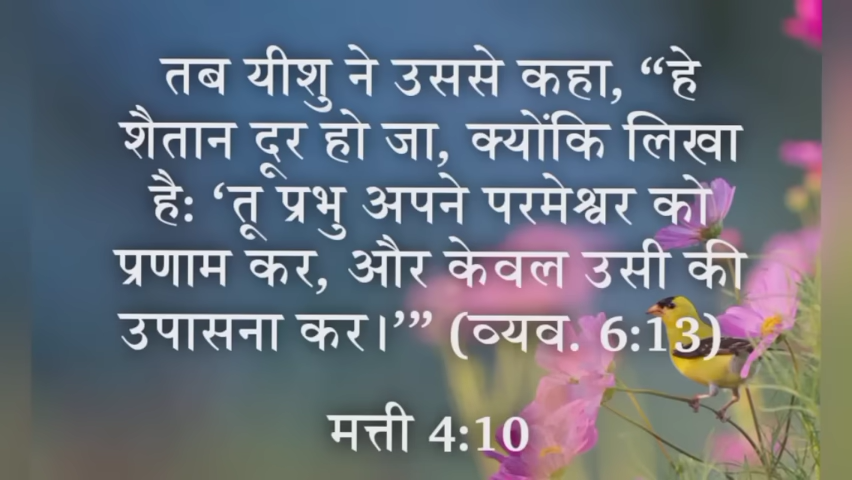 तब यीशु ने उससे कहा, “हे
शैतान दूर हो जा, क्योंकि लिखा
है: ‘तू प्रभु अपने परमेश्वर को
प्रणाम कर, और केवल उसी की
उपासना कर।’” (व्यव. 6:13)
मत्ती 4:10